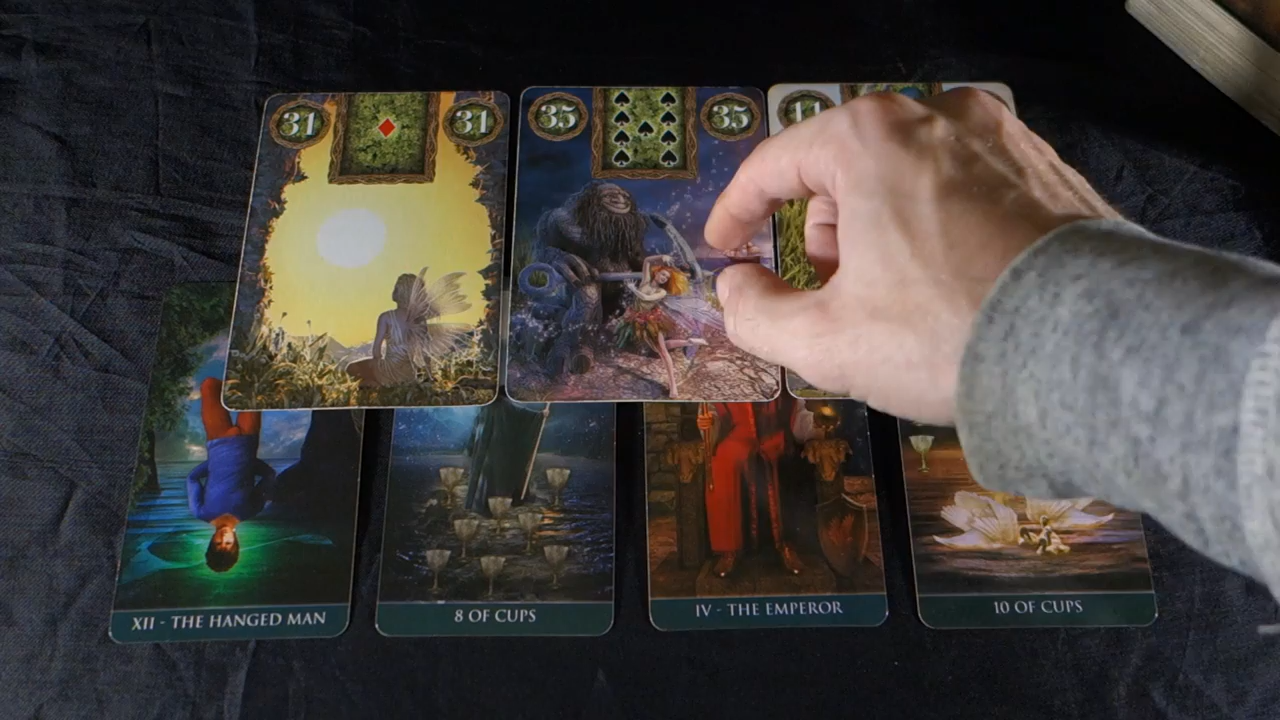 31 31
35 35
XII - THE HANGED MAN
8 OF CUPS
IV - THE EMPEROR
10 OF CUPS